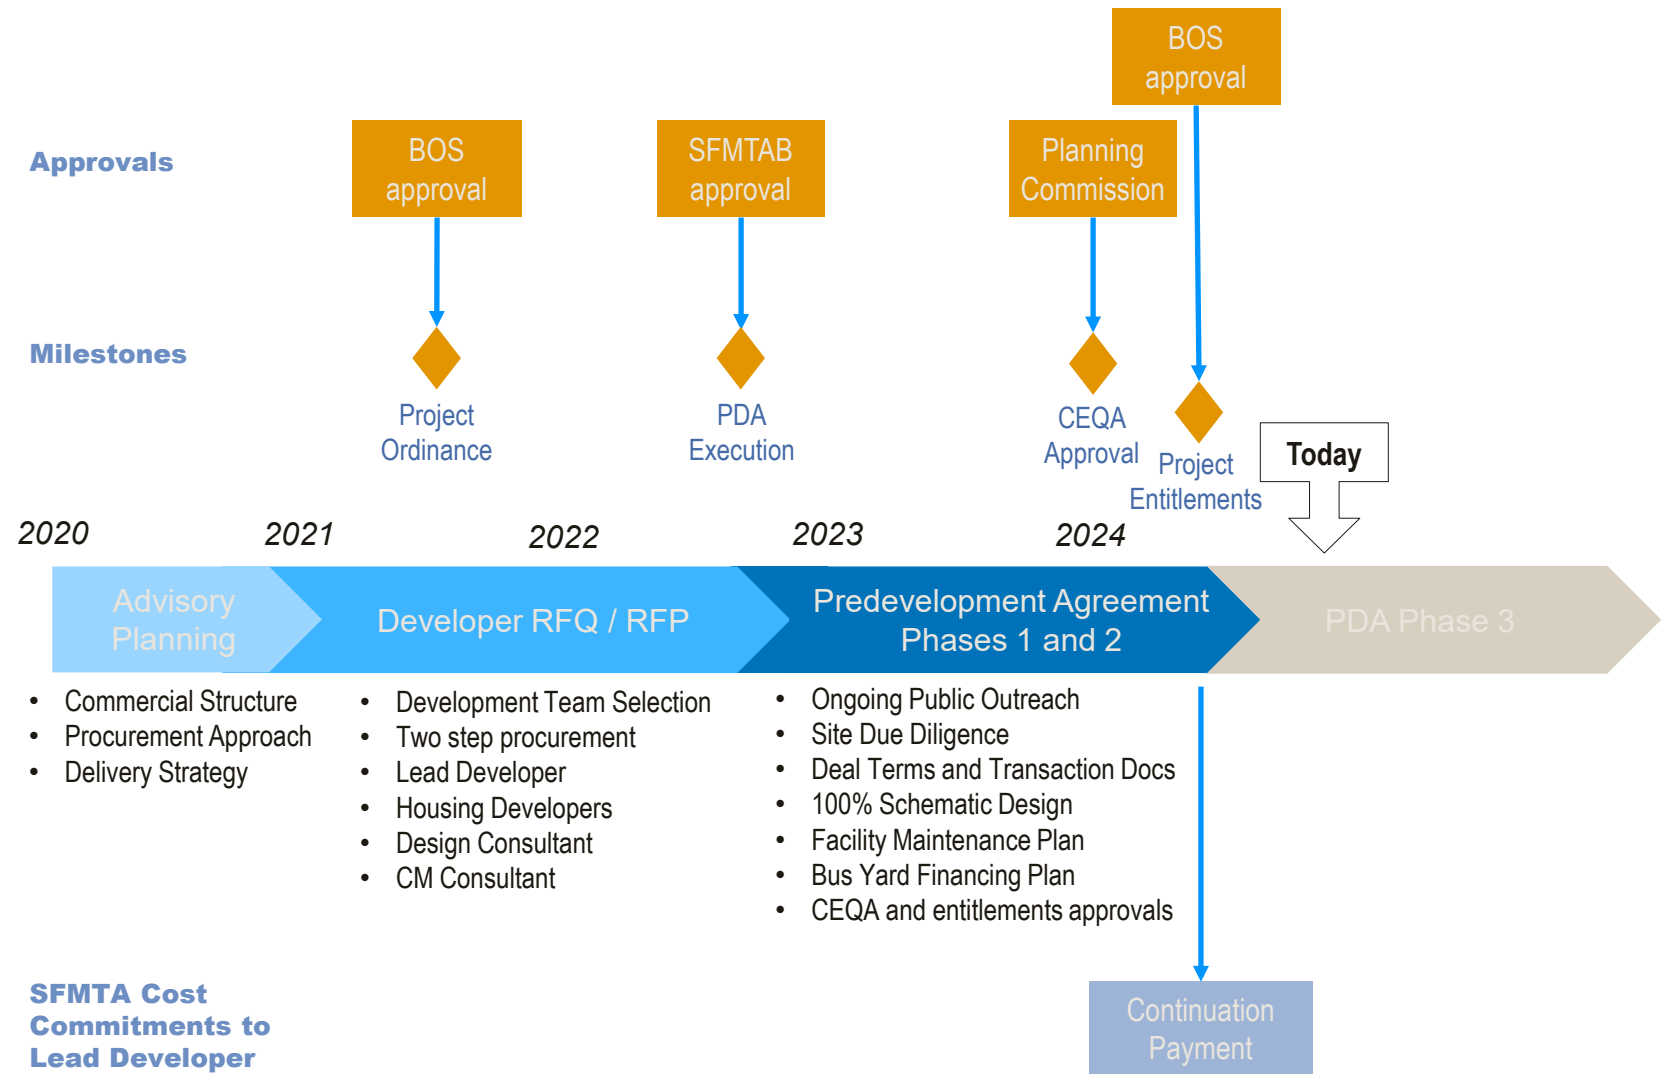 BOS
approval
Approvals
BOS
approval
SFMTAB
approval
Planning
Commission
Milestones
Project
Ordinance
PDA
Execution
CEQA
Approval
Project
Entitlements
Today
2020
2021
2022
2023
2024
Advisory
Planning
Developer RFQ / RFP
Predevelopment Agreement
Phases 1 and 2
PDA Phase 3
• Commercial Structure
• Procurement Approach
• Delivery Strategy
• Development Team Selection
• Two step procurement
• Lead Developer
• Housing Developers
• Design Consultant
• CM Consultant
• Ongoing Public Outreach
• Site Due Diligence
• Deal Terms and Transaction Docs
• 100% Schematic Design
• Facility Maintenance Plan
• Bus Yard Financing Plan
• CEQA and entitlements approvals
SFMTA Cost
Commitments to
Lead Developer
Continuation
Payment